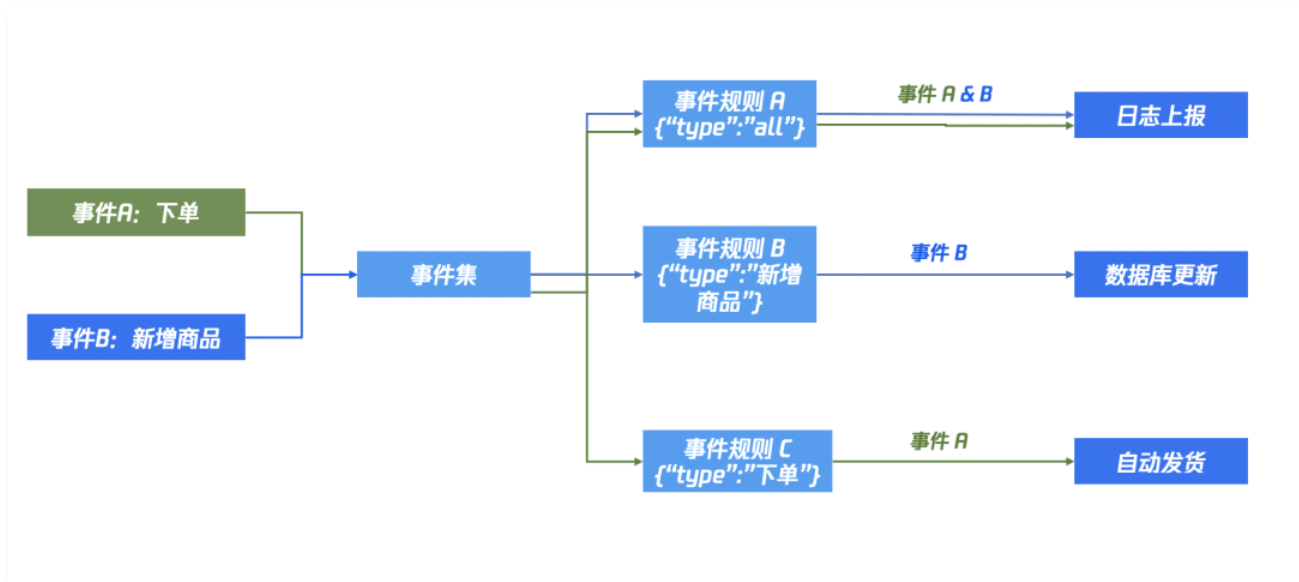 事件规则 A
{“type”:”all”}
事件 A & B
日志上报
事件A：下单
事件集
事件规则 B
{“type”:”新增
商品”}
事件 B
数据库更新
事件B：新增商品
事件规则 C
{“type”:”下单”}
事件 A
自动发货